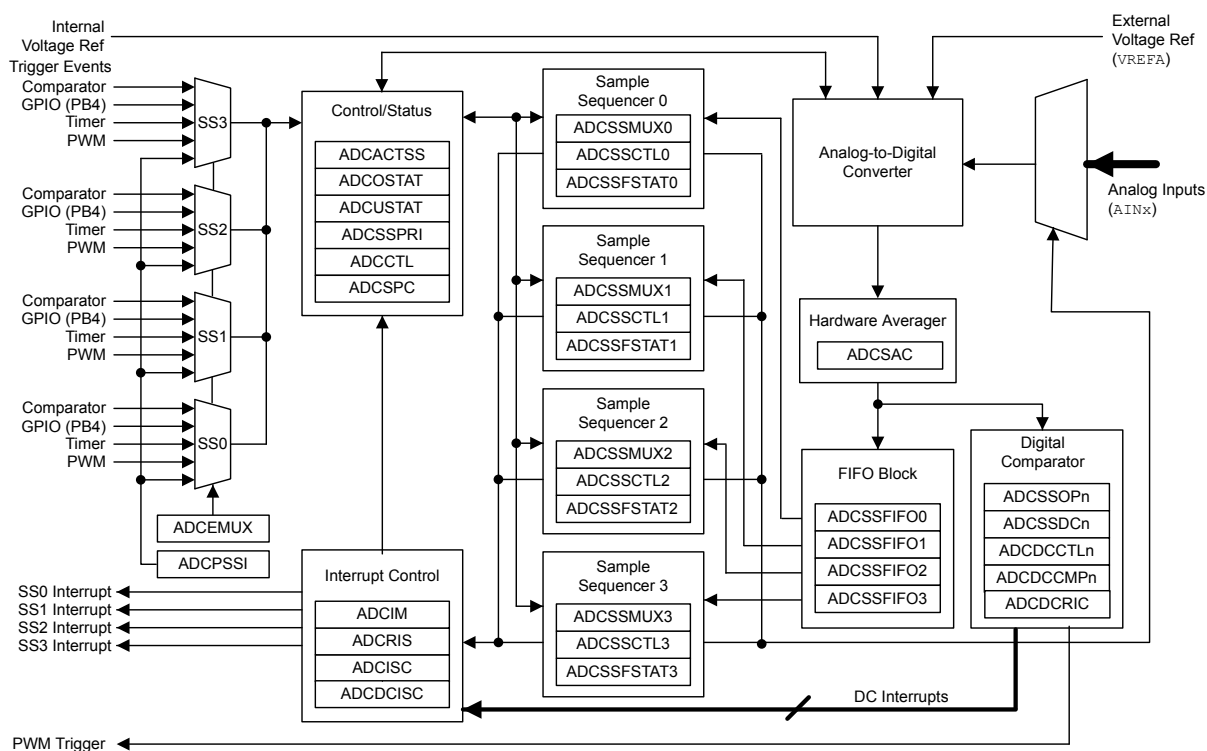 Internal
Voltage Ref
Trigger Events
Comparator
GPIO (PB4)
Timer
PWM
SS3
Comparator
GPIO (PB4)
Timer
PWM
SS2
Comparator
GPIO (PB4)
Timer
PWM
SS1
Comparator
GPIO (PB4)
Timer
PWM
SS0
ADCEMUX
ADCPSSI
SS0 Interrupt
SS1 Interrupt
SS2 Interrupt
SS3 Interrupt
PWM Trigger
Control/Status
ADCACTSS
ADCOSTAT
ADCUSTAT
ADCSSPRI
ADCCTL
ADCSPC
Interrupt Control
ADCIM
ADCRIS
ADCISC
ADCDCISC
Sample
Sequencer 0
ADCSSMUX0
ADCSSCTL0
ADCSSFSTAT0
Sample
Sequencer 1
ADCSSMUX1
ADCSSCTL1
ADCSSFSTAT1
Sample
Sequencer 2
ADCSSMUX2
ADCSSCTL2
ADCSSFSTAT2
Sample
Sequencer 3
ADCSSMUX3
ADCSSCTL3
ADCSSFSTAT3
Analog-to-Digital
Converter
Hardware Averager
ADCSAC
FIFO Block
ADCSSFIFO0
ADCSSFIFO1
ADCSSFIFO2
ADCSSFIFO3
External
Voltage Ref
(VREFA)
Analog Inputs
(AINx)
Digital
Comparator
ADCSSOPn
ADCSSDCn
ADCDCCTLn
ADCDCCMPn
ADCDCRIC
DC Interrupts